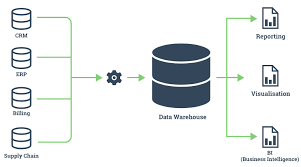 CRM
ERP
Billing
Supply Chain
Data Warehouse
Reporting
Visualisation
BI
(Business Intelligence)